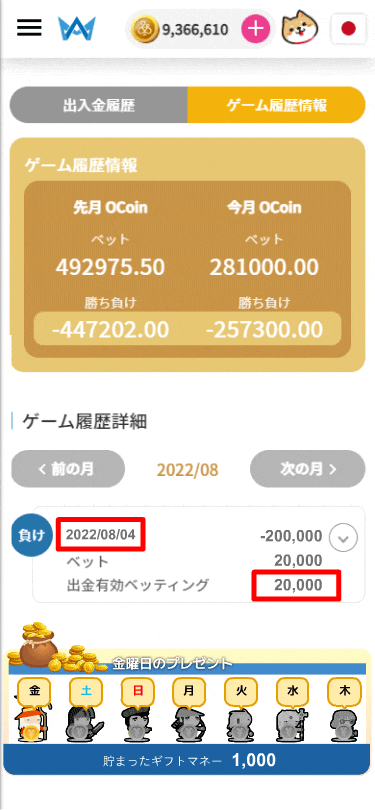 9,366,610
出入金履歴 ゲーム履歴情報
ゲーム履歴情報
先月 OCoin 今月 OCoin
ベット ベット
492975.50 281000.00
勝ち負け 勝ち負け
-447202.00 -257300.00
ゲーム履歴詳細
< 前の月 2022/08 次の月 >
負け 2022/08/04 -200,000
ベット 20,000
出金有効ベッティング 20,000
金曜日のプレゼント
金 土 日 月 火 水 木
貯まったギフトマネー 1,000